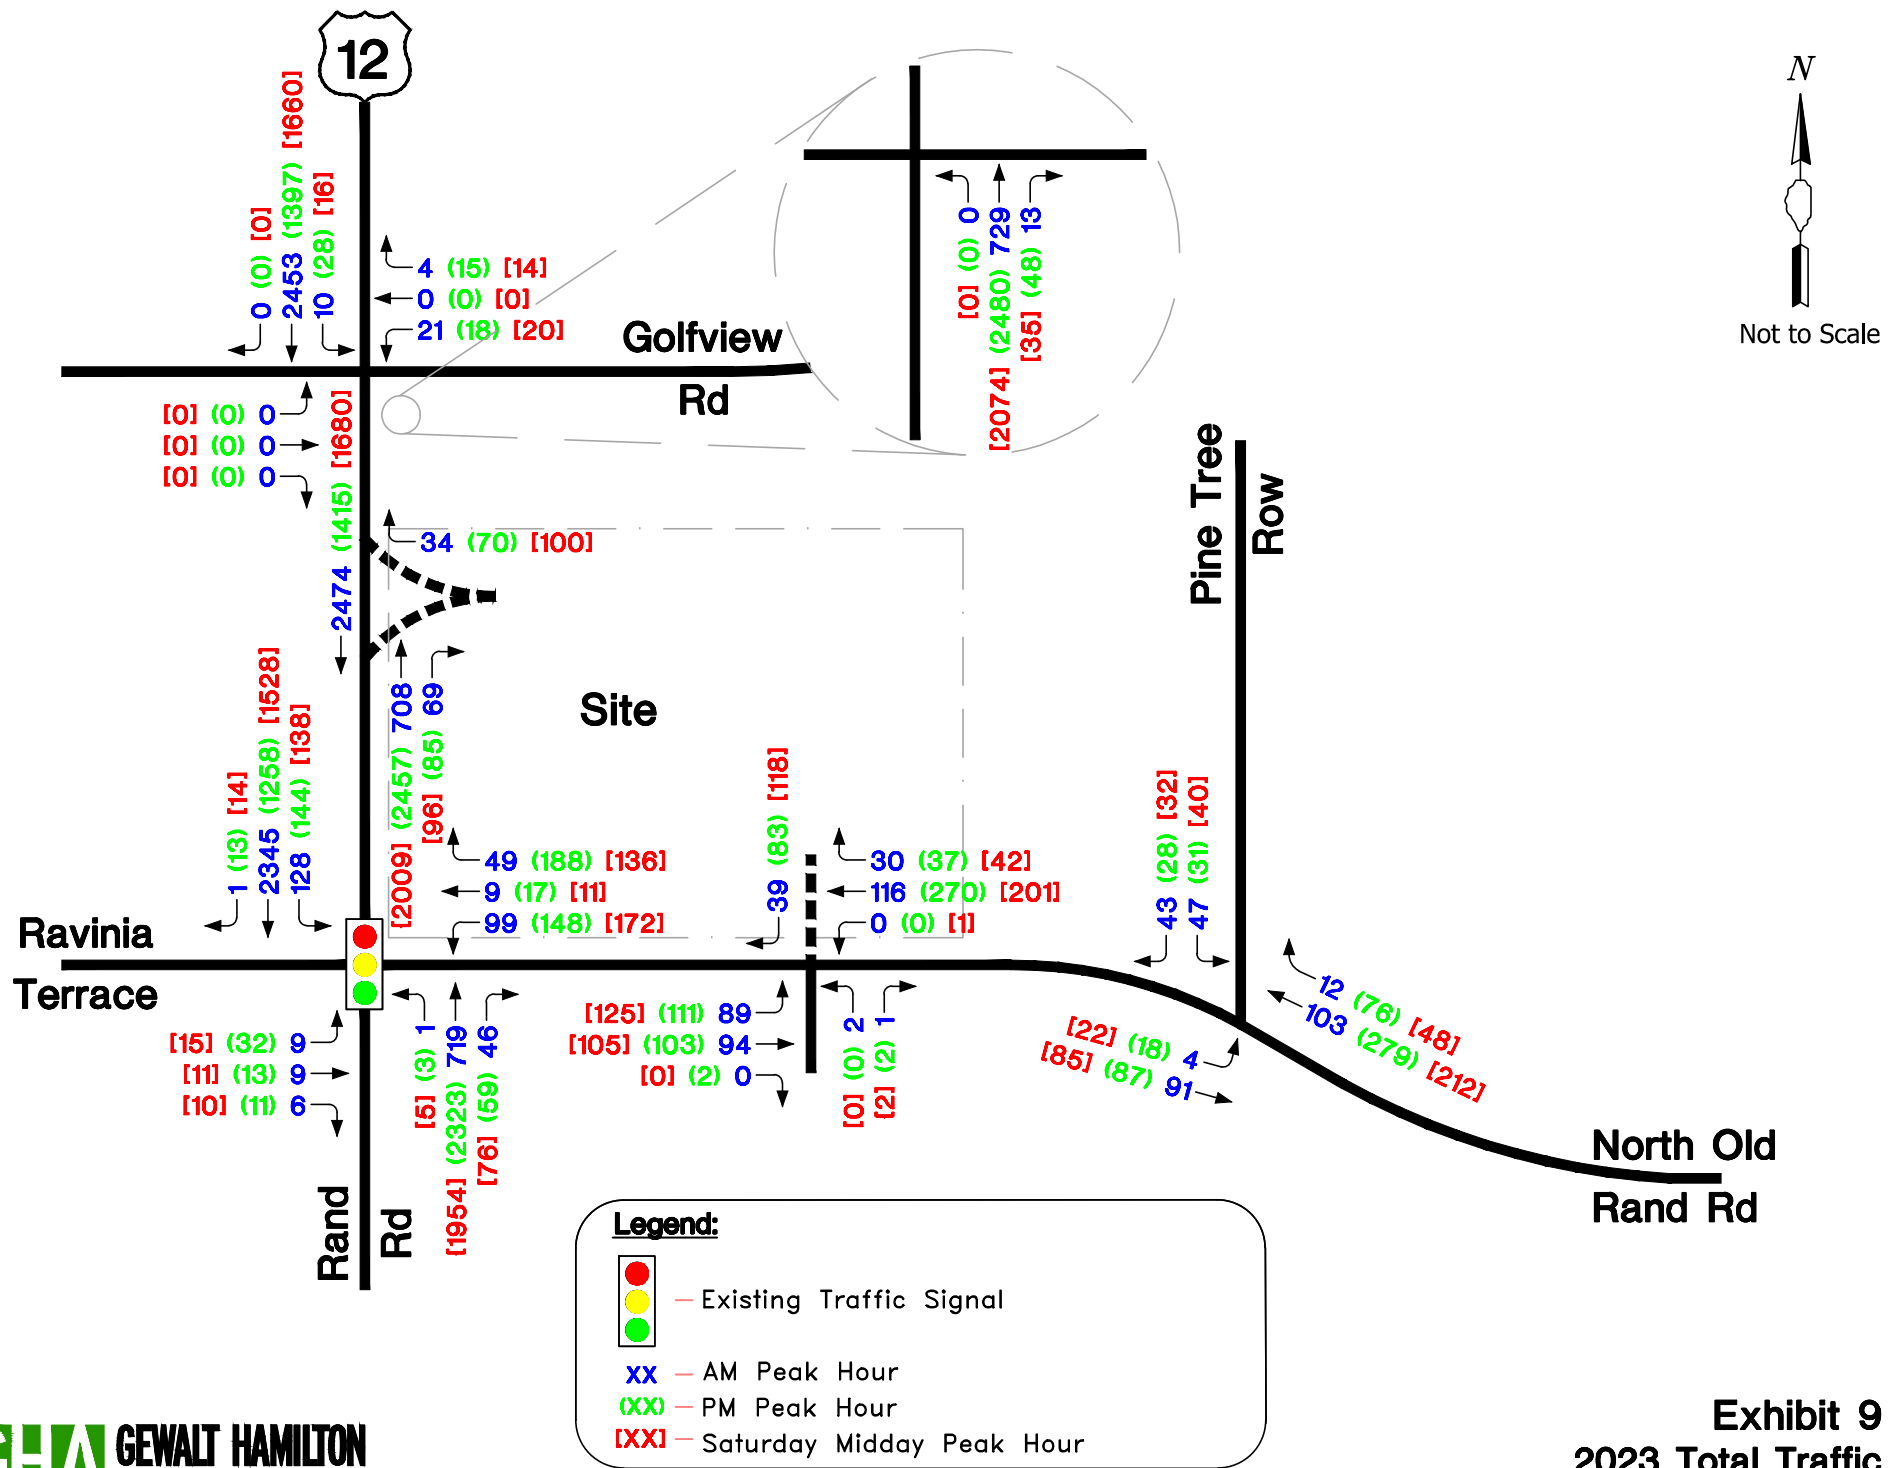 12
N
Not to Scale
0 (0) [0]
2453 (1397) [1660]
10 (28) [16]
4 (15) [14]
0 (0) [0]
21 (18) [20]
Golfview
Rd
[0] (0) 0
[2074] (2480) 729
[35] (48) 13
[0] (0) 0
[0] (0) 0
[0] (0) 0
2474 (1415) [1680]
34 (70) [100]
Pine Tree
Row
[2009] (2457) 708
[96] (85) 69
Site
1 (13) [14]
2345 (1258) [1528]
128 (144) [138]
49 (188) [136]
9 (17) [11]
99 (148) [172]
39 (83) [118]
30 (37) [42]
116 (270) [201]
0 (0) [1]
43 (28) [32]
47 (31) [40]
12 (76) [48]
103 (279) [212]
Ravinia
Terrace
[15] (32) 9
[11] (13) 9
[10] (11) 6
[5] (3) 1
[1954] (2323) 719
[76] (59) 46
[125] (111) 89
[105] (103) 94
[0] (2) 0
[0] (0) 2
[2] (2) 1
[22] (18) 4
[85] (87) 91
North Old
Rand Rd
Rand
Rd
Legend:
Existing Traffic Signal
XX – AM Peak Hour
(XX) – PM Peak Hour
[XX] – Saturday Midday Peak Hour
GEWALT HAMILTON
Exhibit 9
2023 Total Traffic